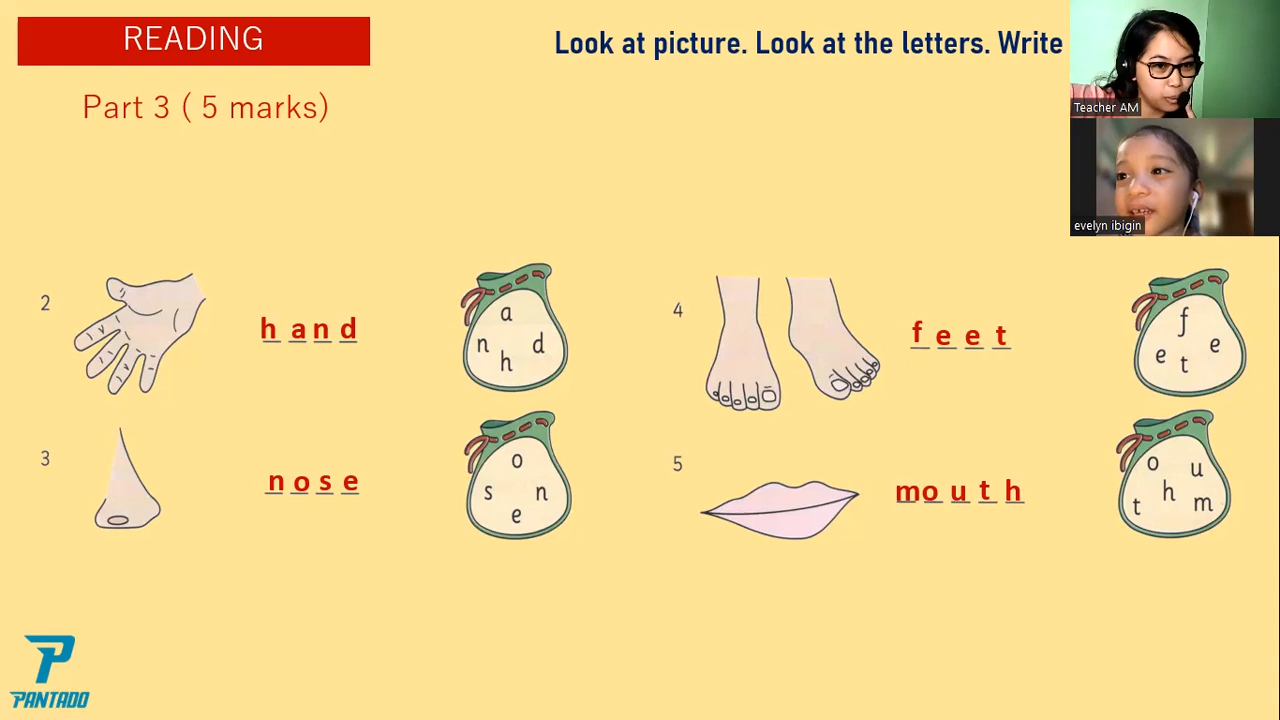 READING
Look at picture. Look at the letters. Write
Part 3 ( 5 marks)
Teacher AM
evelyn ibigin
2
h a n d
a
n d
h
3
n o s e
o
s n
e
4
f e e t
f
e e
t
5
m o u t h
o u
h
t m
PANTADO